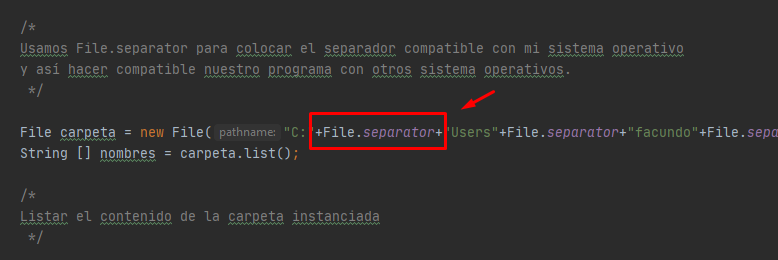 /*
Usamos File.separator para colocar el separador compatible con mi sistema operativo
y así hacer compatible nuestro programa con otros sistema operativos.
*/
File carpeta = new File( pathname: "C:"+File.separator+"Users"+File.separator+"facundo"+File.sepa
String [] nombres = carpeta.list();
/*
Listar el contenido de la carpeta instanciada
*/